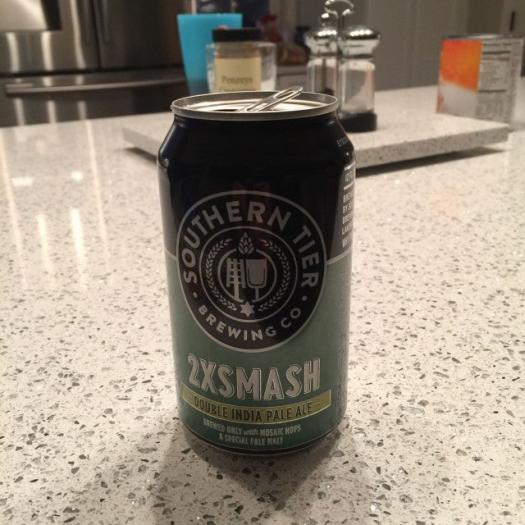 Penzeys
SOUTHERN TIER
BREWING CO
2XSMASH
DOUBLE INDIA PALE ALE
BREWED ONLY with MOSAIC HOPS
& SPECIAL PALE MALT